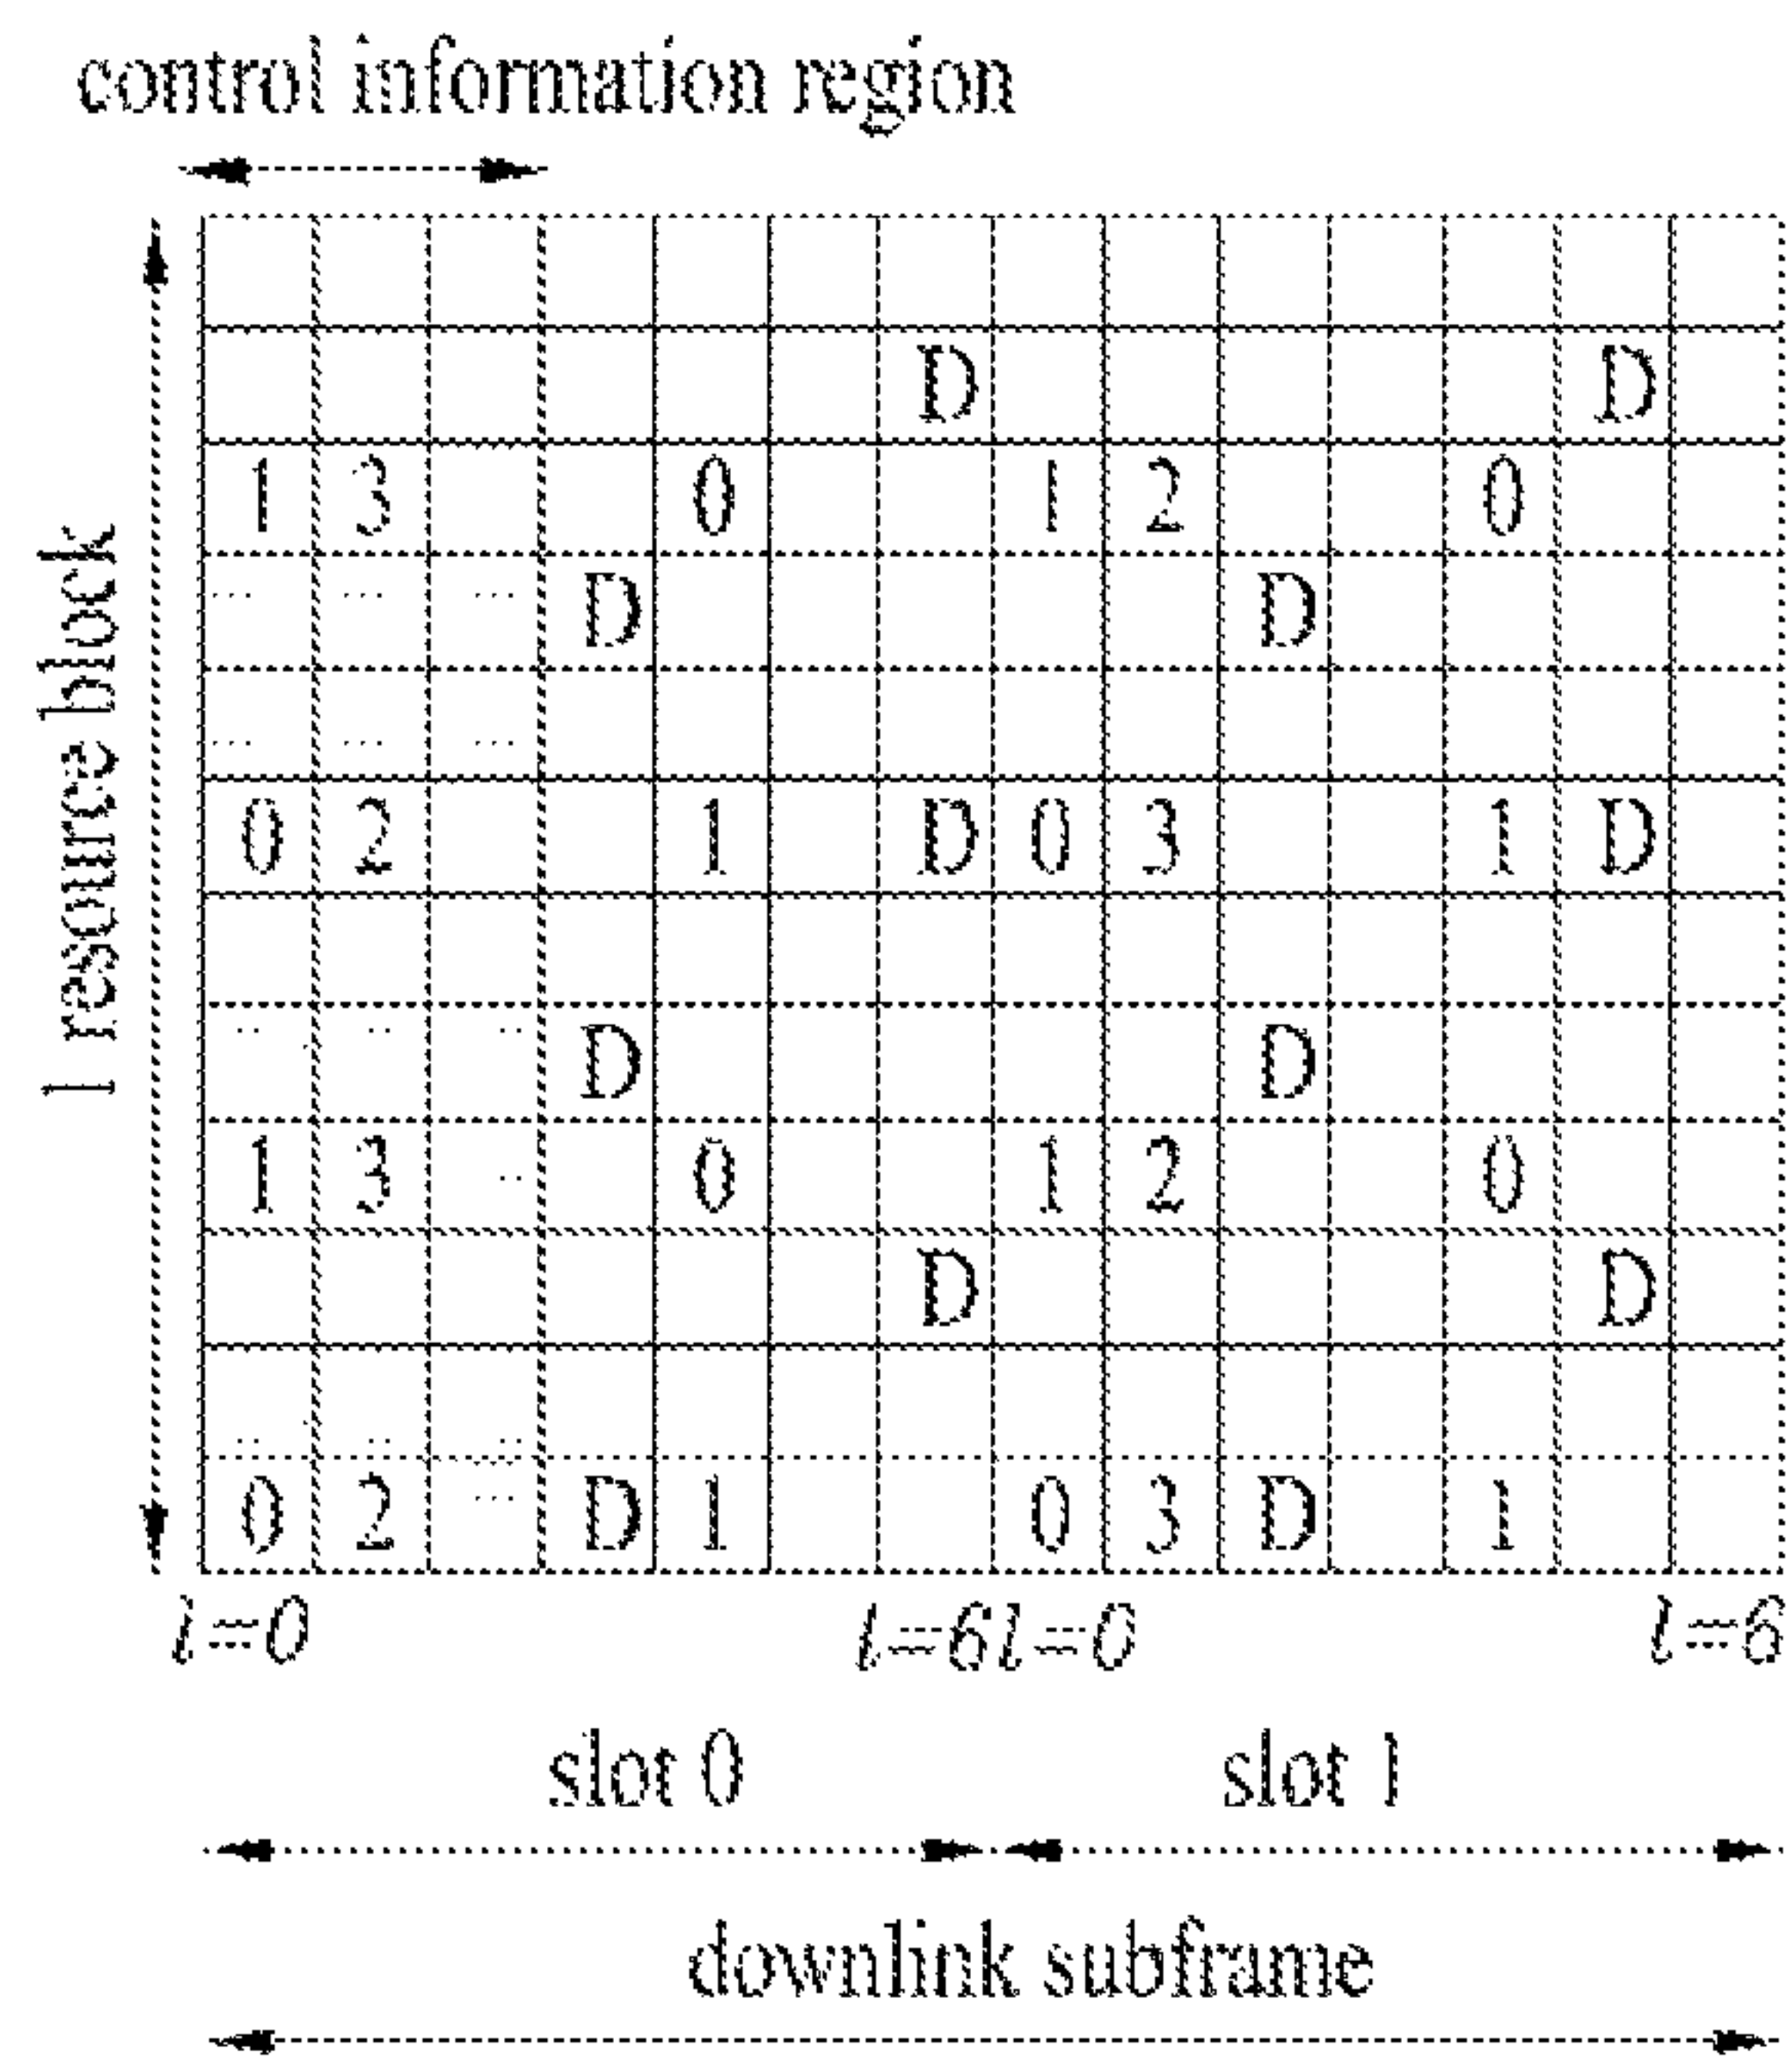 control information region
1 resource block
D D
1 3 0 1 2 0
D D
0 2 1 D 0 3 1 D
D D
1 3 0 1 2 0
D D
0 2 D 1 0 3 D 1
l=0 l=6 l=0 l=6
slot 0 slot 1
downlink subframe